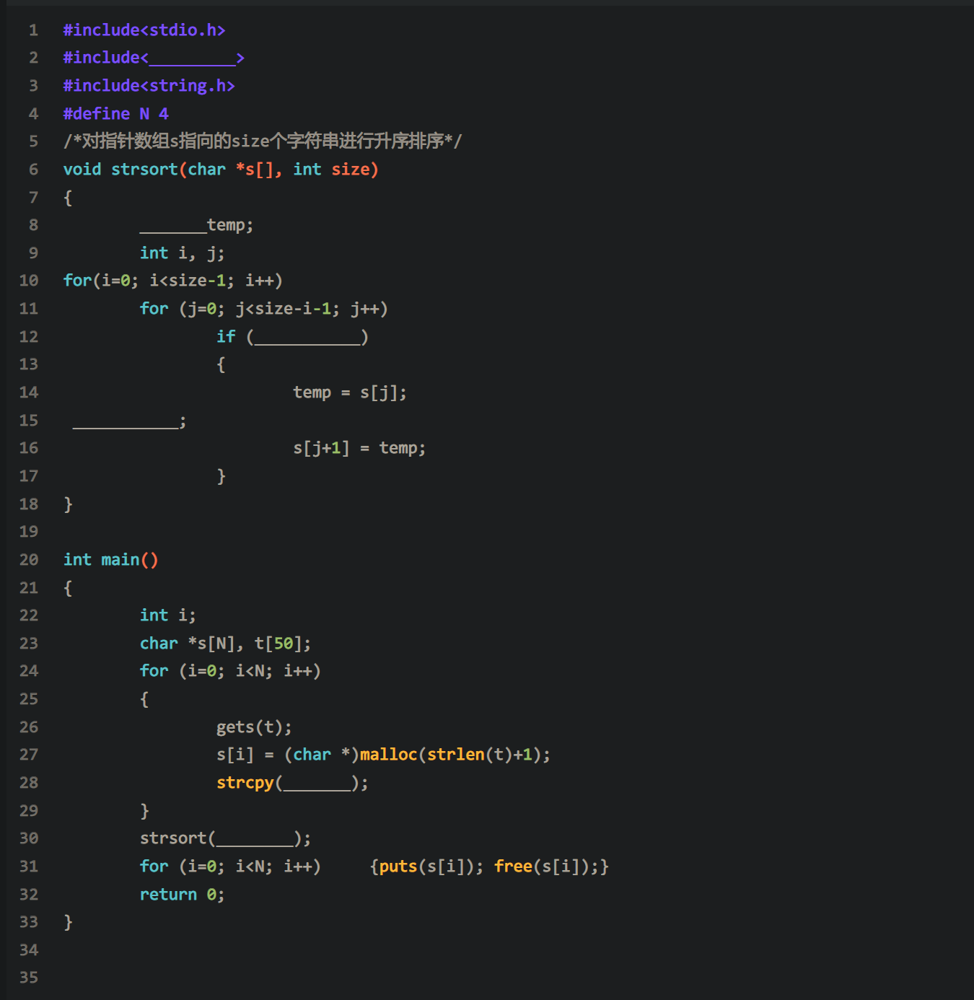 1 #include<stdio.h>
2 #include<_________>
3 #include<string.h>
4 #define N 4
5 /*对指针数组s指向的size个字符串进行升序排序*/
6 void strsort(char *s[], int size)
7 {
8         _______temp;
9         int i, j;
10 for(i=0; i<size-1; i++)
11         for (j=0; j<size-i-1; j++)
12                 if (___________)
13                 {
14                         temp = s[j];
15  ___________;
16                         s[j+1] = temp;
17                 }
18 }
19
20 int main()
21 {
22         int i;
23         char *s[N], t[50];
24         for (i=0; i<N; i++)
25         {
26                 gets(t);
27                 s[i] = (char *)malloc(strlen(t)+1);
28                 strcpy(_______);
29         }
30         strsort(________);
31         for (i=0; i<N; i++)     {puts(s[i]); free(s[i]);}
32         return 0;
33 }
34
35